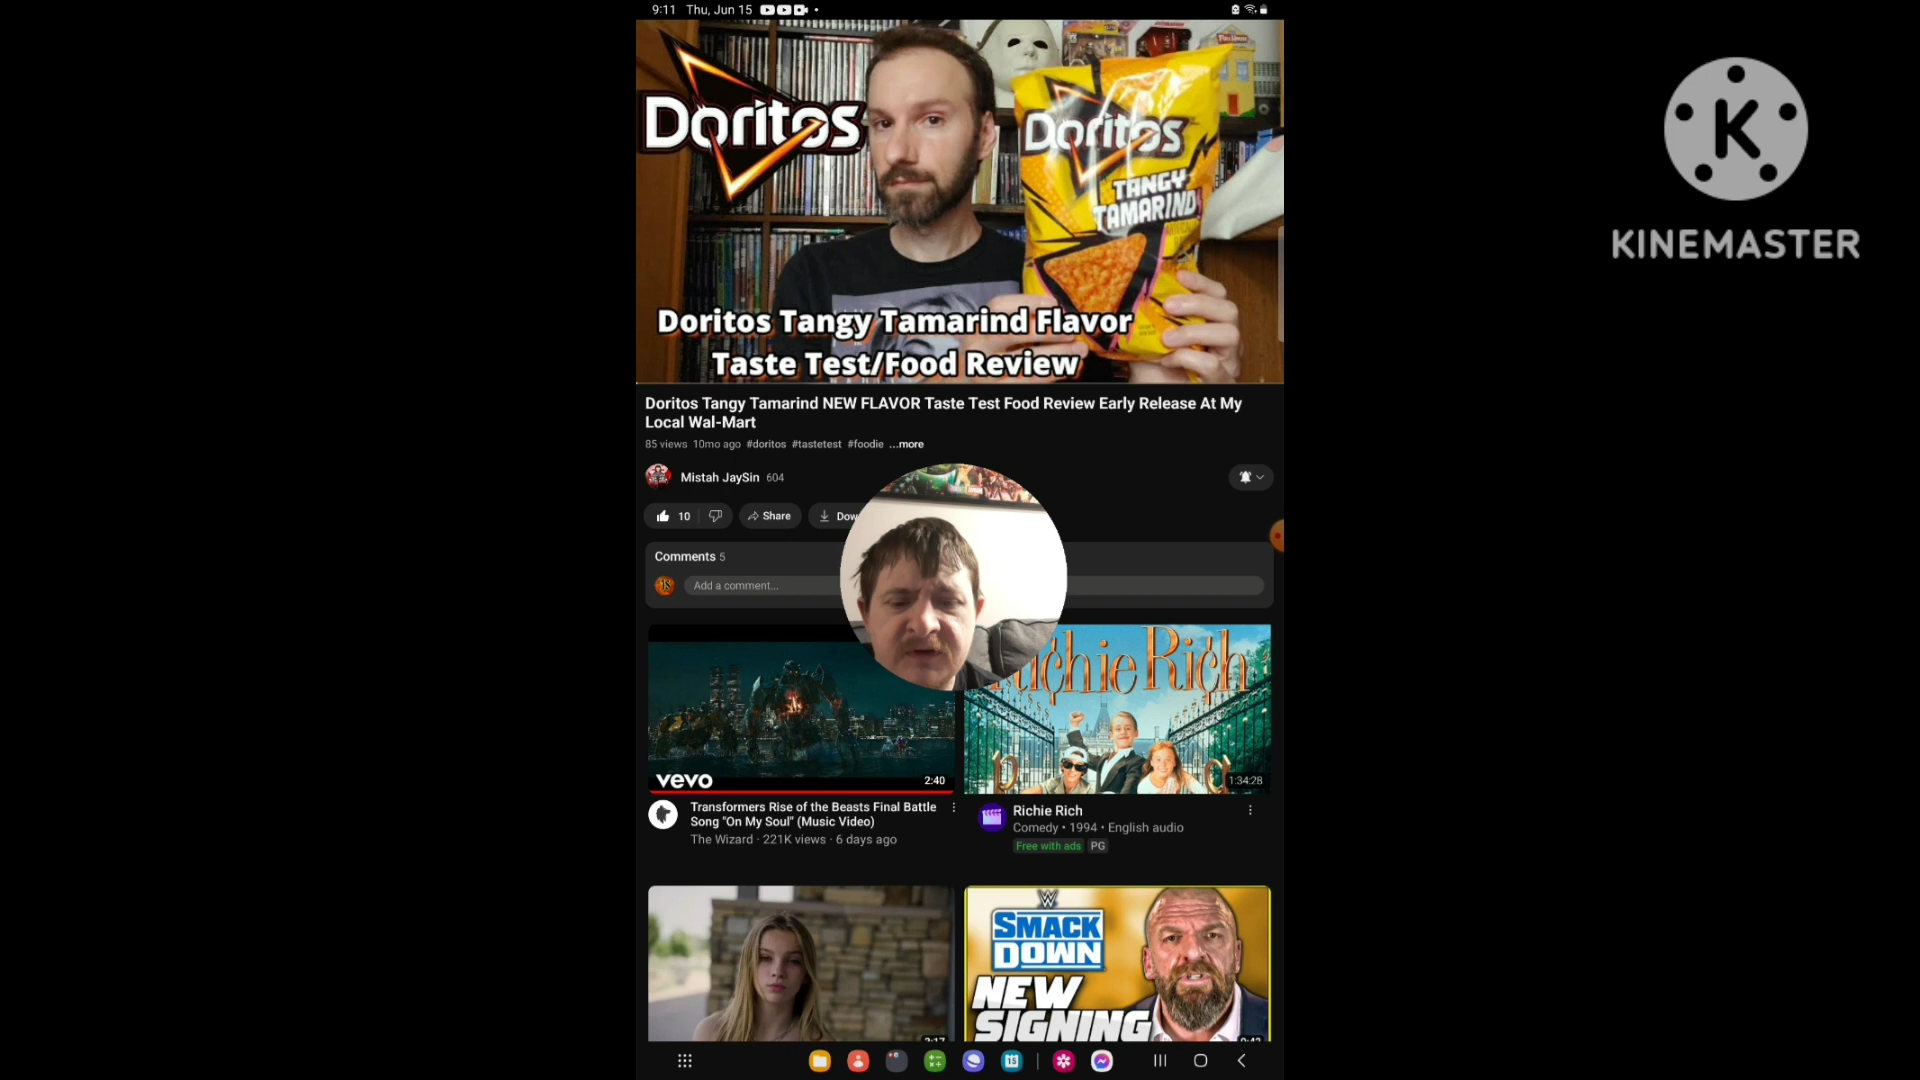 9:11 Thu, Jun 15
Doritos
Doritos
TANGY
TAMARIND
Doritos Tangy Tamarind Flavor
Taste Test/Food Review
KINEMASTER
Doritos Tangy Tamarind NEW FLAVOR Taste Test Food Review Early Release At My
Local Wal-Mart
85 views 10mo ago #doritos #tastetest #foodie ...more
Mistah JaySin 604
10 Share Dow
Comments 5
Add a comment...
Richie Rich
vevo 2:40
1:34:28
Transformers Rise of the Beasts Final Battle
Song "On My Soul" (Music Video)
The Wizard · 221K views · 6 days ago
Richie Rich
Comedy • 1994 • English audio
Free with ads PG
W
SMACK
DOWN
NEW
SIGNING
15